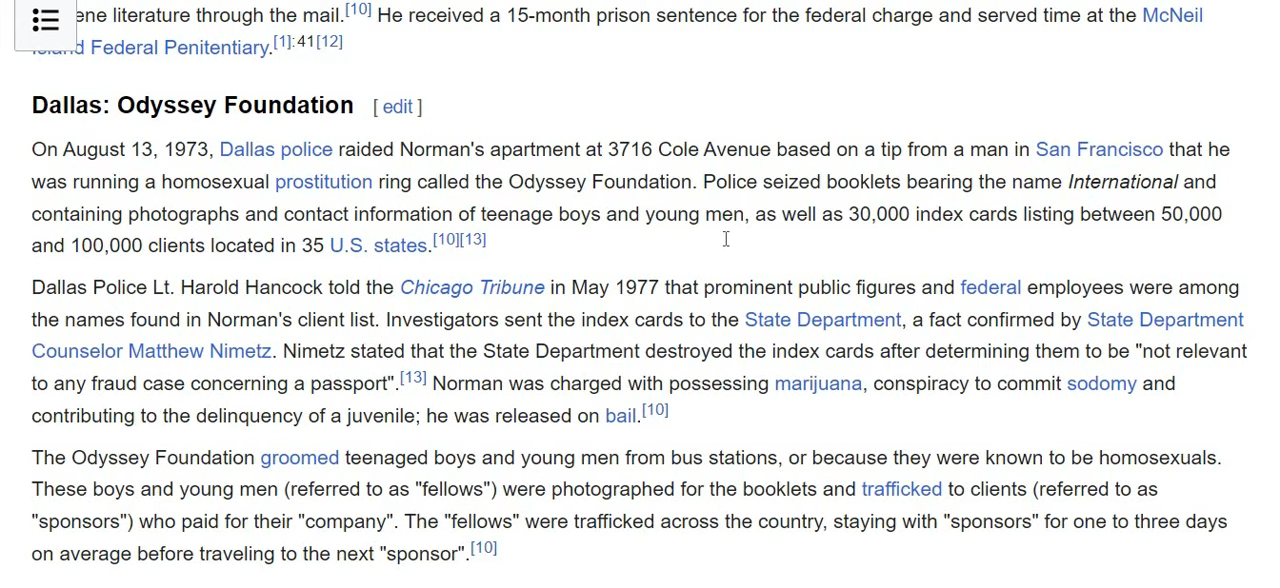 ene literature through the mail.[10] He received a 15-month prison sentence for the federal charge and served time at the McNeil
Island Federal Penitentiary.[1]:41[12]
Dallas: Odyssey Foundation [ edit ]
On August 13, 1973, Dallas police raided Norman's apartment at 3716 Cole Avenue based on a tip from a man in San Francisco that he
was running a homosexual prostitution ring called the Odyssey Foundation. Police seized booklets bearing the name International and
containing photographs and contact information of teenage boys and young men, as well as 30,000 index cards listing between 50,000
and 100,000 clients located in 35 U.S. states.[10][13]
Dallas Police Lt. Harold Hancock told the Chicago Tribune in May 1977 that prominent public figures and federal employees were among
the names found in Norman's client list. Investigators sent the index cards to the State Department, a fact confirmed by State Department
Counselor Matthew Nimetz. Nimetz stated that the State Department destroyed the index cards after determining them to be "not relevant
to any fraud case concerning a passport".[13] Norman was charged with possessing marijuana, conspiracy to commit sodomy and
contributing to the delinquency of a juvenile; he was released on bail.[10]
The Odyssey Foundation groomed teenaged boys and young men from bus stations, or because they were known to be homosexuals.
These boys and young men (referred to as "fellows") were photographed for the booklets and trafficked to clients (referred to as
"sponsors") who paid for their "company". The "fellows" were trafficked across the country, staying with "sponsors" for one to three days
on average before traveling to the next "sponsor".[10]